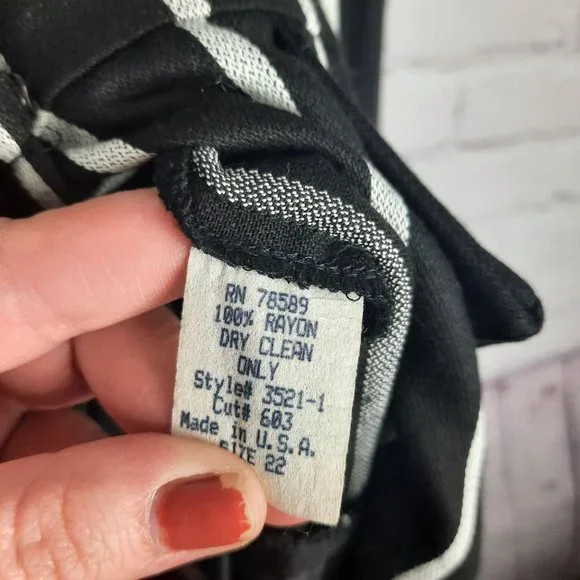 RN 78589
100% RAYON
DRY CLEAN
ONLY
Style# 3521-1
Cut# 603
Made in U.S.A.
SIZE 22